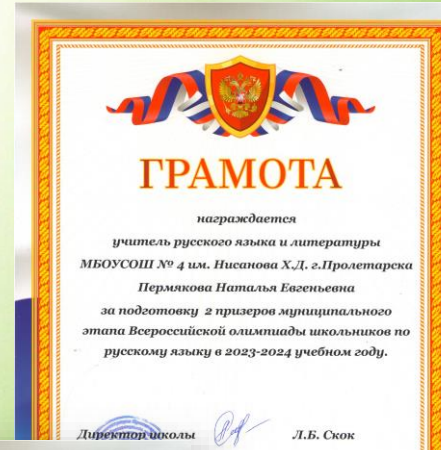 ГРАМОТА
награждается
учитель русского языка и литературы
МБОУСОШ № 4 им. Нисанова Х.Д. г.Пролетарска
Пермякова Наталья Евгеньевна
за подготовку 2 призеров муниципального
этапа Всероссийской олимпиады школьников по
русскому языку в 2023-2024 учебном году.
Директор школы Л.Б. Скок